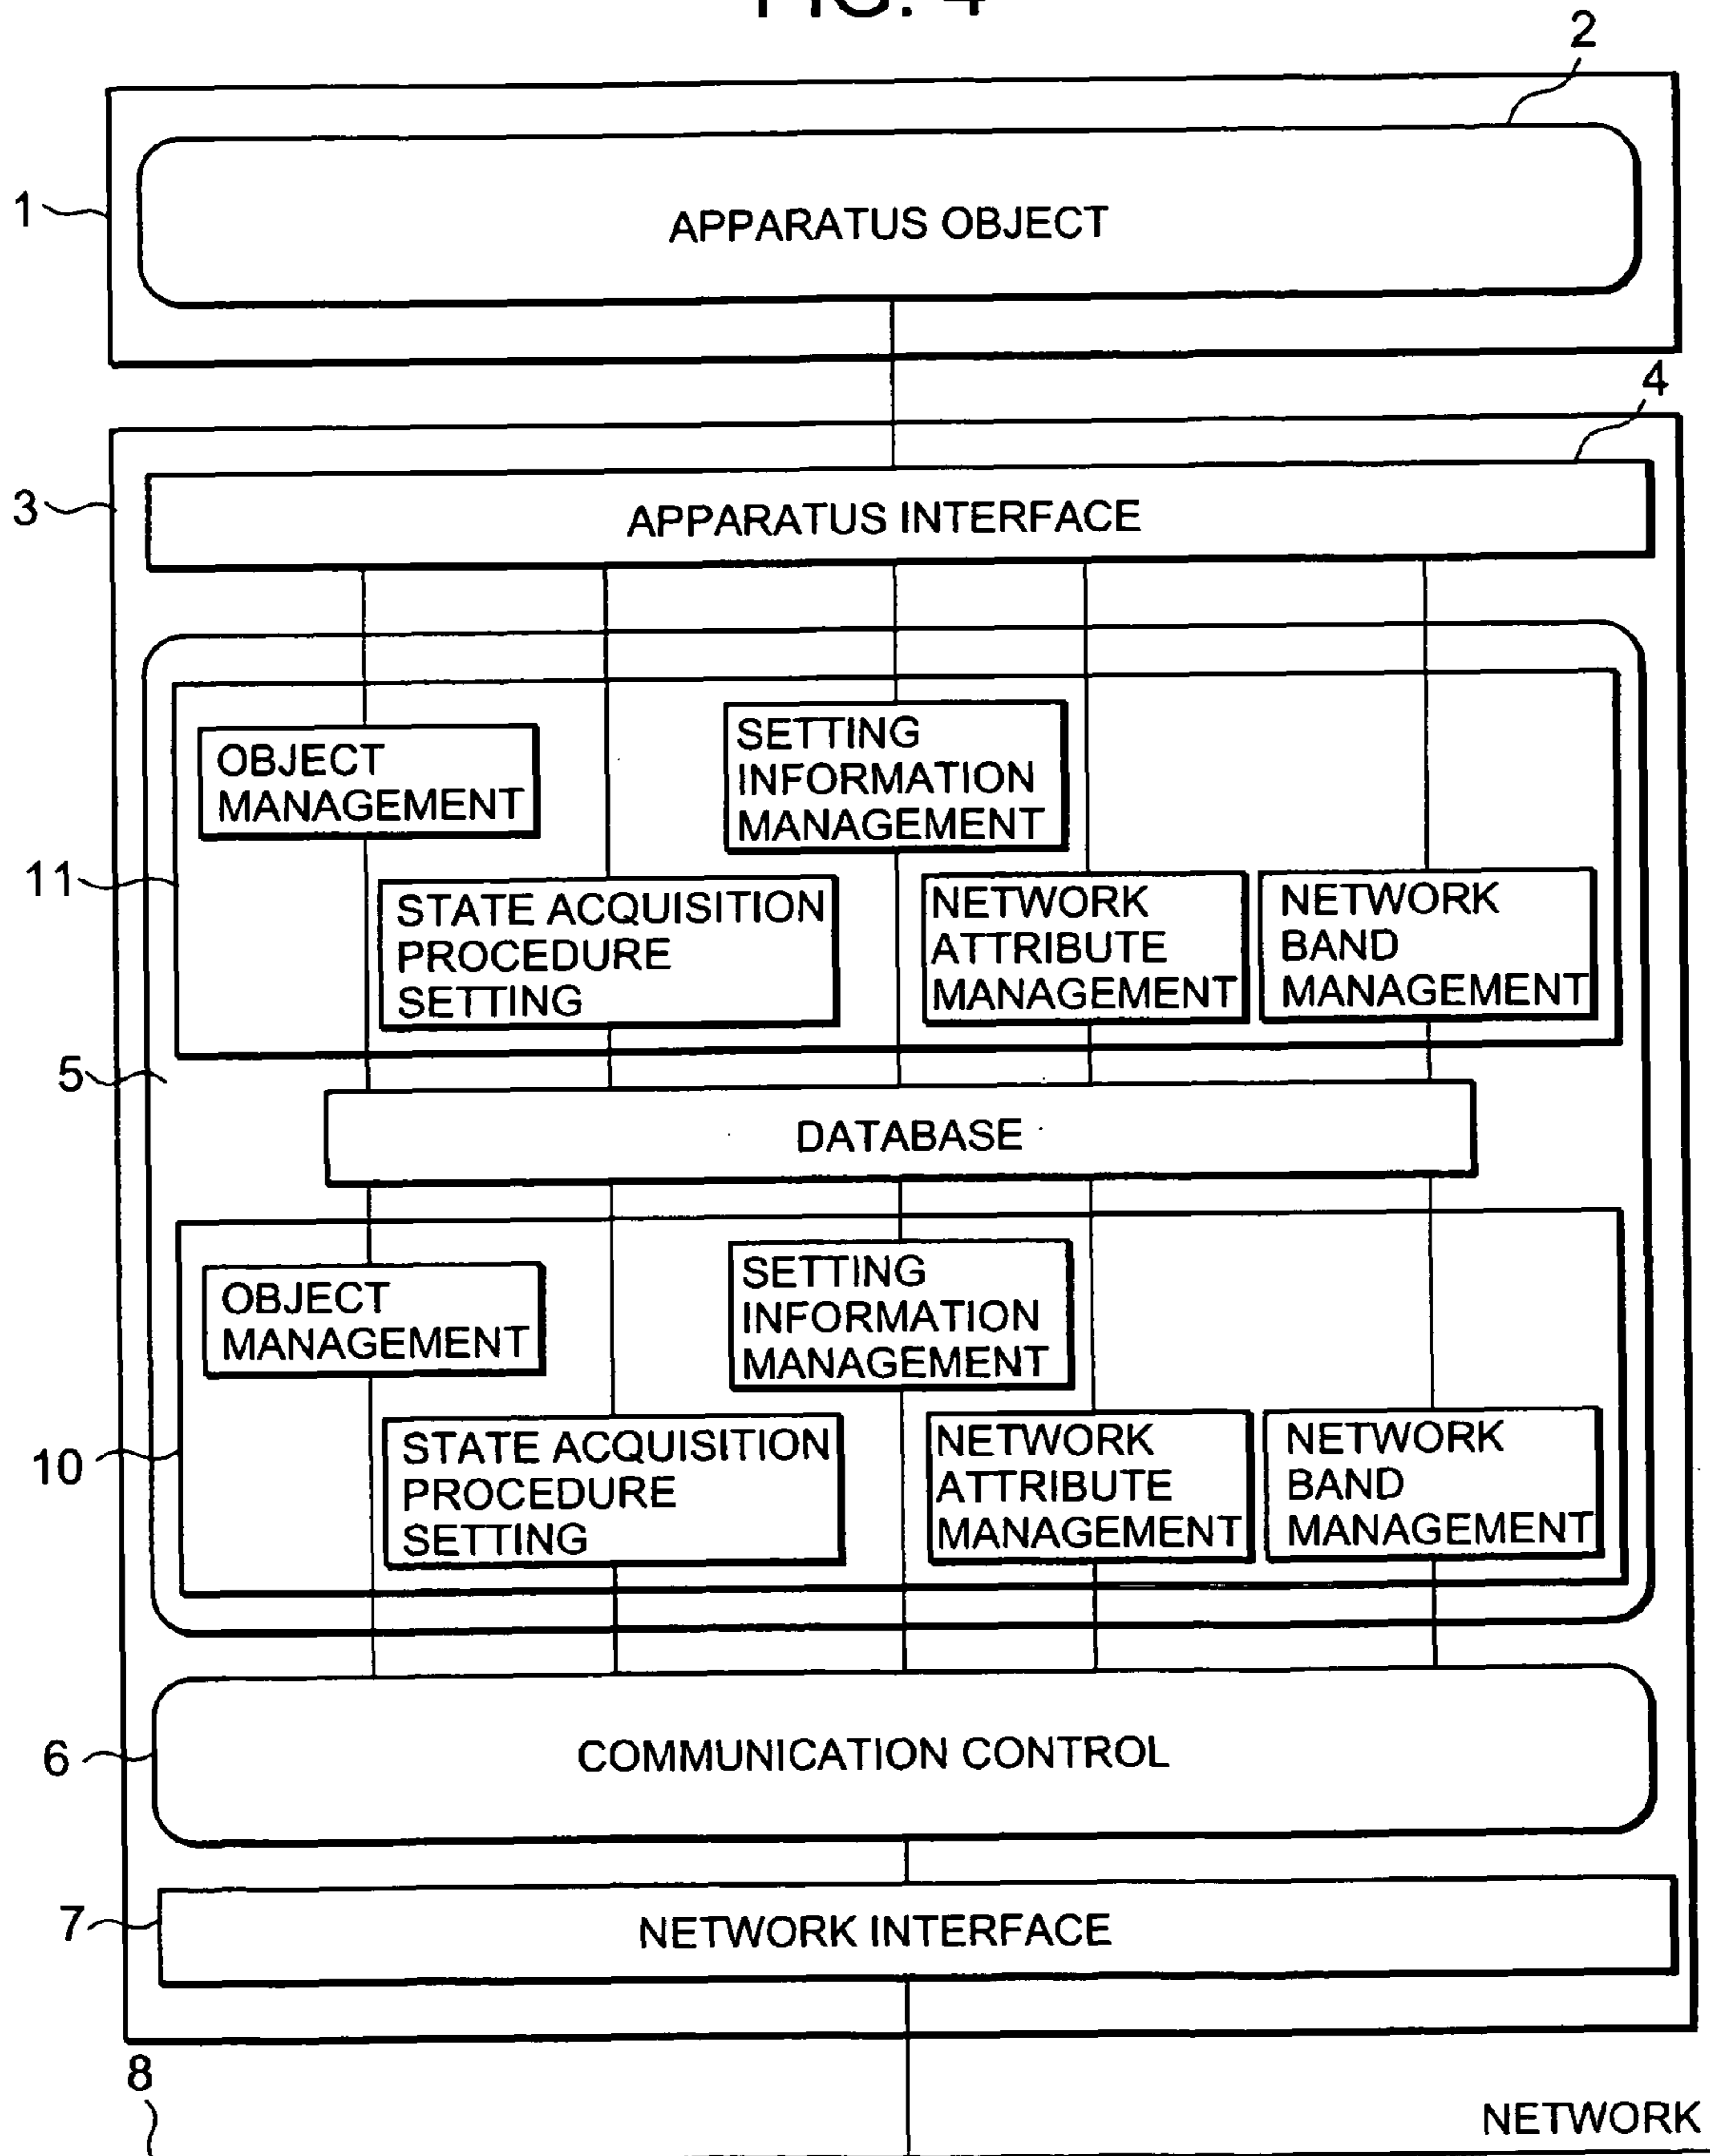 FIG. 4
2
1
APPARATUS OBJECT
4
3
APPARATUS INTERFACE
OBJECT
MANAGEMENT
SETTING
INFORMATION
MANAGEMENT
11
STATE ACQUISITION
PROCEDURE
SETTING
NETWORK
ATTRIBUTE
MANAGEMENT
NETWORK
BAND
MANAGEMENT
5
DATABASE
OBJECT
MANAGEMENT
SETTING
INFORMATION
MANAGEMENT
10
STATE ACQUISITION
PROCEDURE
SETTING
NETWORK
ATTRIBUTE
MANAGEMENT
NETWORK
BAND
MANAGEMENT
6
COMMUNICATION CONTROL
7
NETWORK INTERFACE
8
NETWORK